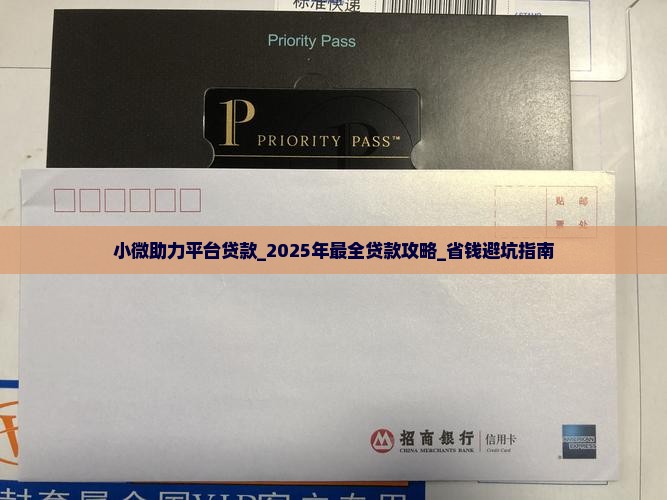 标准快递
Priority Pass
PRIORITY PASS™
贴 邮
票 处
小微助力平台贷款_2025年最全贷款攻略_省钱避坑指南
招商银行 信用卡
CHINA MERCHANTS BANK Credit Card
AMERICAN
EXPRESS